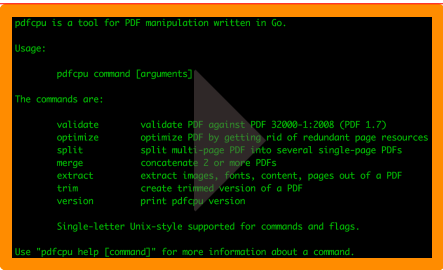 pdfcpu is a tool for PDF manipulation written in Go.
Usage:
pdfcpu command [arguments]
The commands are:
validate validate PDF against PDF 32000-1:2008 (PDF 1.7)
optimize optimize PDF by getting rid of redundant page resources
split split multi-page PDF into several single-page PDFs
merge concatenate 2 or more PDFs
extract extract images, fonts, content, pages out of a PDF
trim create trimmed version of a PDF
version print pdfcpu version
Single-letter Unix-style supported for commands and flags.
Use "pdfcpu help [command]" for more information about a command.